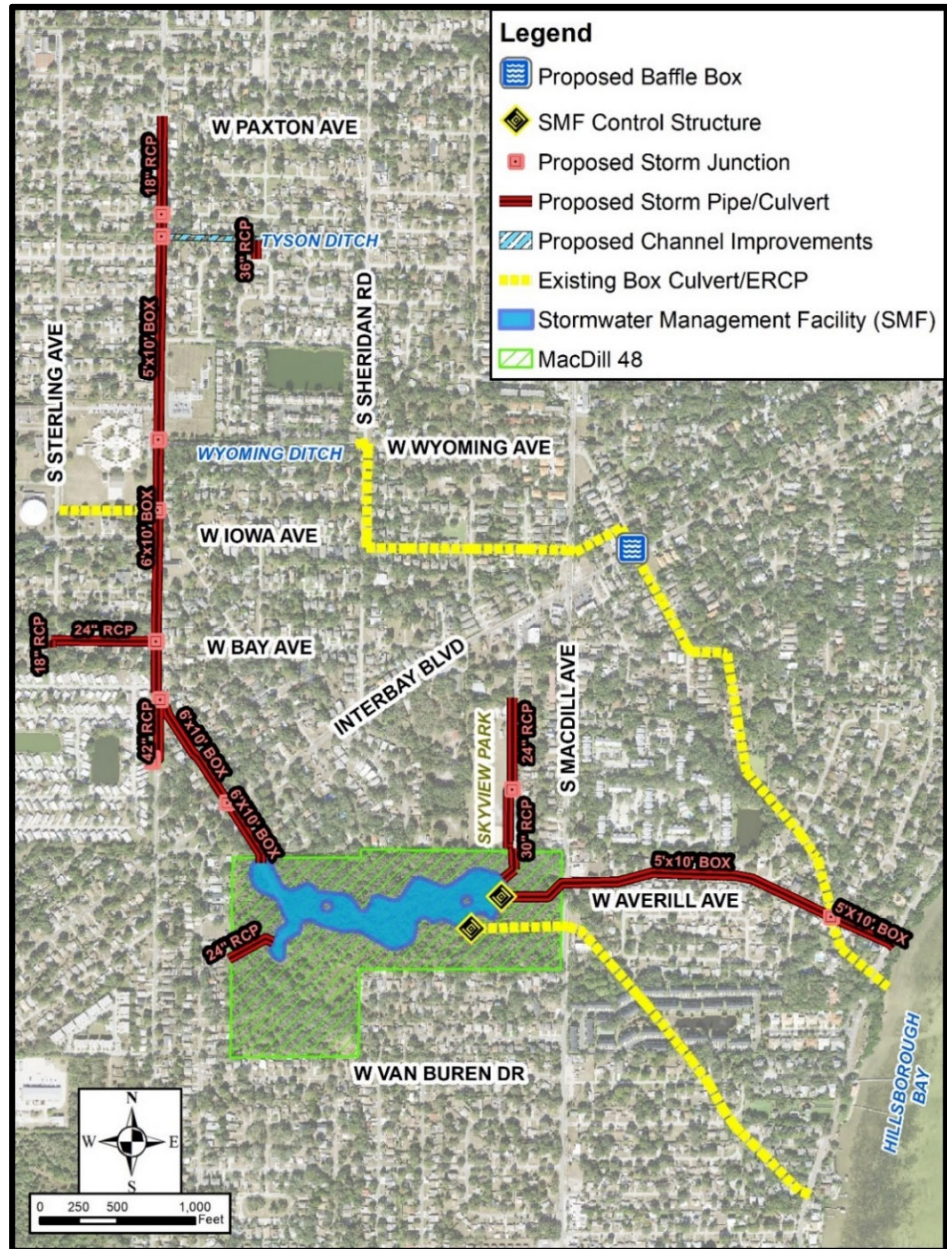 Legend
Proposed Baffle Box
SMF Control Structure
Proposed Storm Junction
Proposed Storm Pipe/Culvert
Proposed Channel Improvements
Existing Box Culvert/ERCP
Stormwater Management Facility (SMF)
MacDill 48
W PAXTON AVE
18" RCP
TYSON DITCH
36" RCP
S SHERIDAN RD
5'x10' BOX
S STERLING AVE
WYOMING DITCH
W WYOMING AVE
6'x10' BOX
W IOWA AVE
24" RCP
18" RCP
W BAY AVE
INTERBAY BLVD
S MACDILL AVE
42" RCP
6'x10' BOX
6'X10' BOX
SKYVIEW PARK
24" RCP
30" RCP
5'x10' BOX
W AVERILL AVE
5'X10' BOX
24" RCP
HILLSBOROUGH
BAY
W VAN BUREN DR
N
W
E
S
0 250 500 1,000
Feet